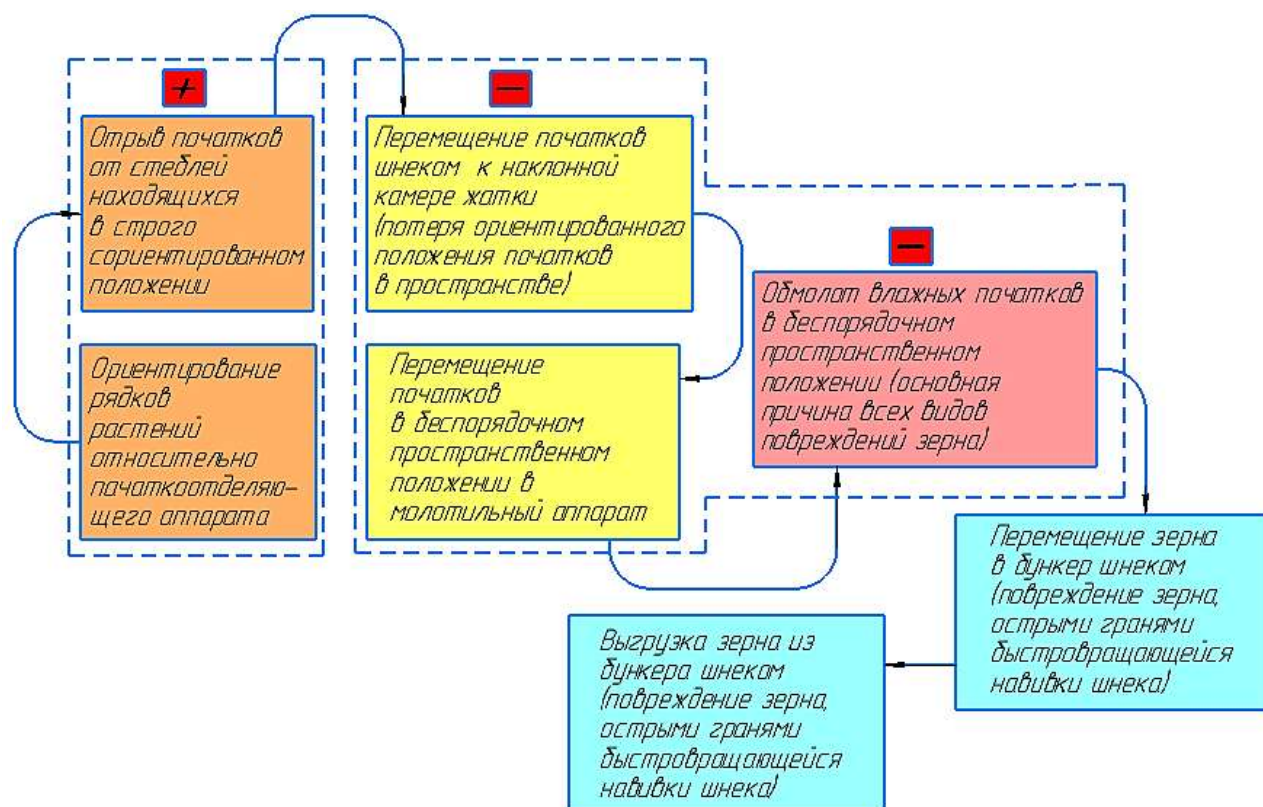 +
Отрыв початков
от стеблей
находящихся
в строго
сориентированном
положении
Ориентирование
рядков
растений
относительно
початкоотделяю-
щего аппарата
—
Перемещение початков
шнеком к наклонной
камере жатки
(потеря ориентированного
положения початков
в пространстве)
Перемещение
початков
в беспорядочном
пространственном
положении в
молотильный аппарат
—
Обмолат влажных початков
в беспорядочном
пространственном
положении (основная
причина всех видов
повреждений зерна)
Перемещение зерна
в бункер шнеком
(повреждение зерна,
острыми гранями
быстровращающейся
навивки шнека)
Выгрузка зерна из
бункера шнеком
(повреждение зерна,
острыми гранями
быстровращающейся
навивки шнека)